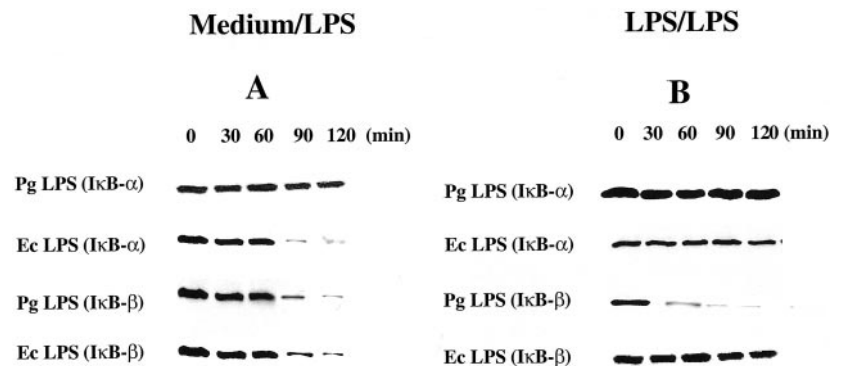 Medium/LPS
A
0 30 60 90 120 (min)
Pg LPS (IκB-α)
Ec LPS (IκB-α)
Pg LPS (IκB-β)
Ec LPS (IκB-β)
LPS/LPS
B
0 30 60 90 120 (min)
Pg LPS (IκB-α)
Ec LPS (IκB-α)
Pg LPS (IκB-β)
Ec LPS (IκB-β)